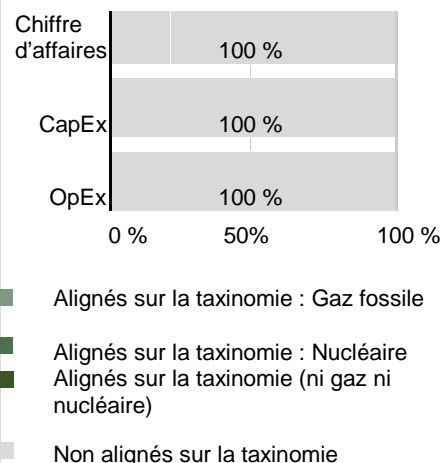 Chiffre
d'affaires
100 %
CapEx
100 %
OpEx
100 %
0 %
50%
100 %
Alignés sur la taxinomie : Gaz fossile
Alignés sur la taxinomie : Nucléaire
Alignés sur la taxinomie (ni gaz ni
nucléaire)
Non alignés sur la taxinomie